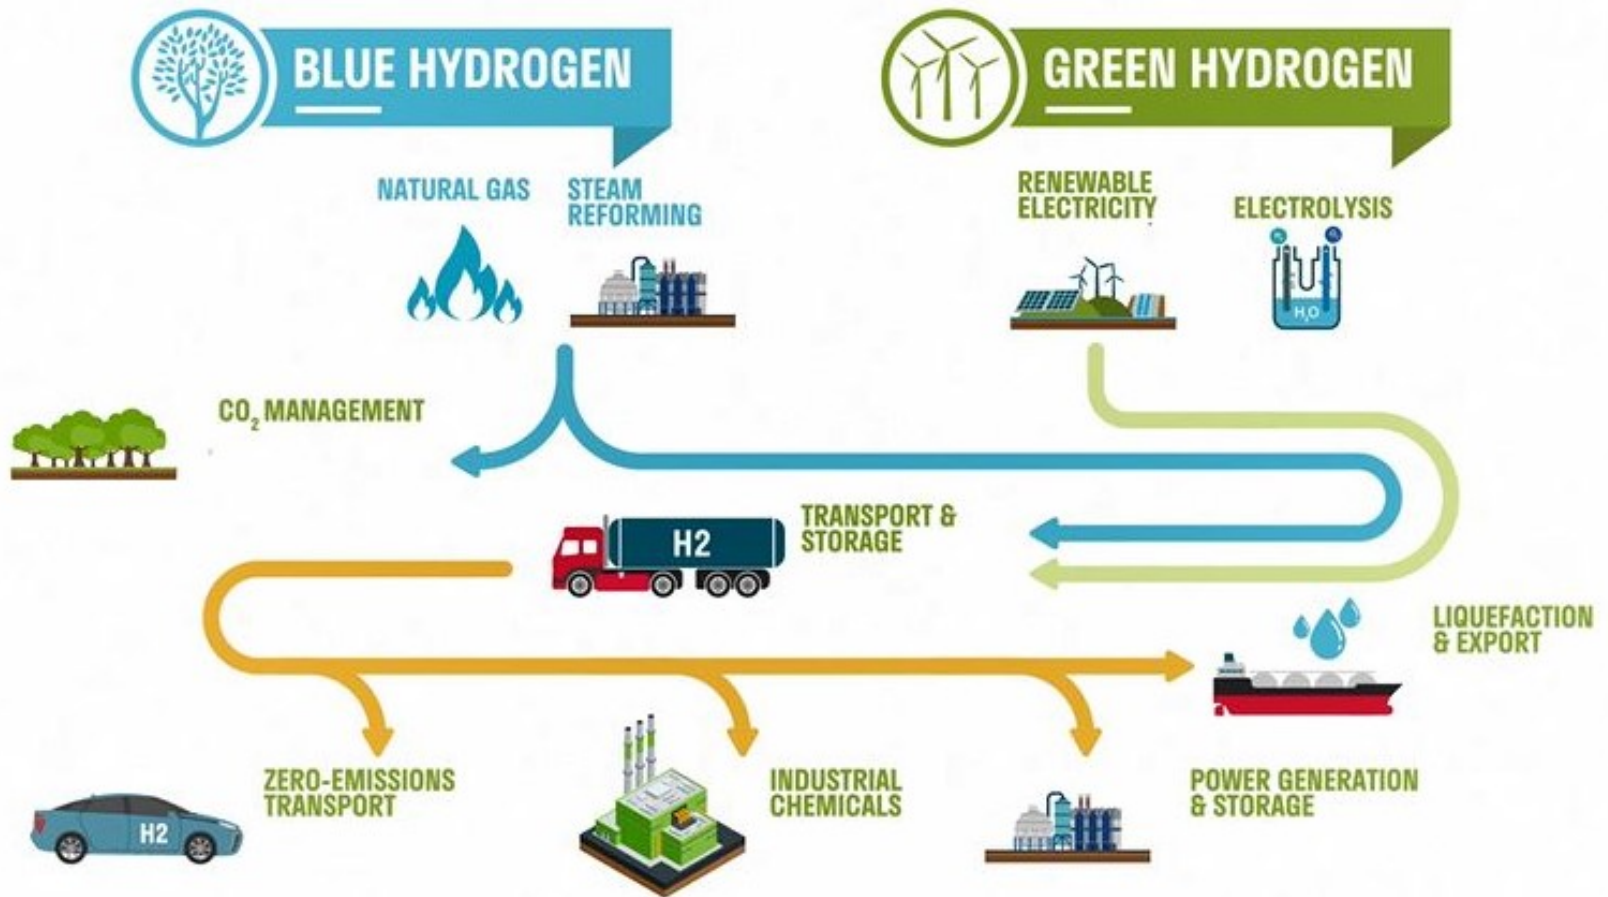 BLUE HYDROGEN
GREEN HYDROGEN
NATURAL GAS
STEAM
REFORMING
RENEWABLE
ELECTRICITY
ELECTROLYSIS
H₂O
CO₂ MANAGEMENT
H2
TRANSPORT &
STORAGE
LIQUEFACTION
& EXPORT
ZERO-EMISSIONS
TRANSPORT
H2
INDUSTRIAL
CHEMICALS
POWER GENERATION
& STORAGE